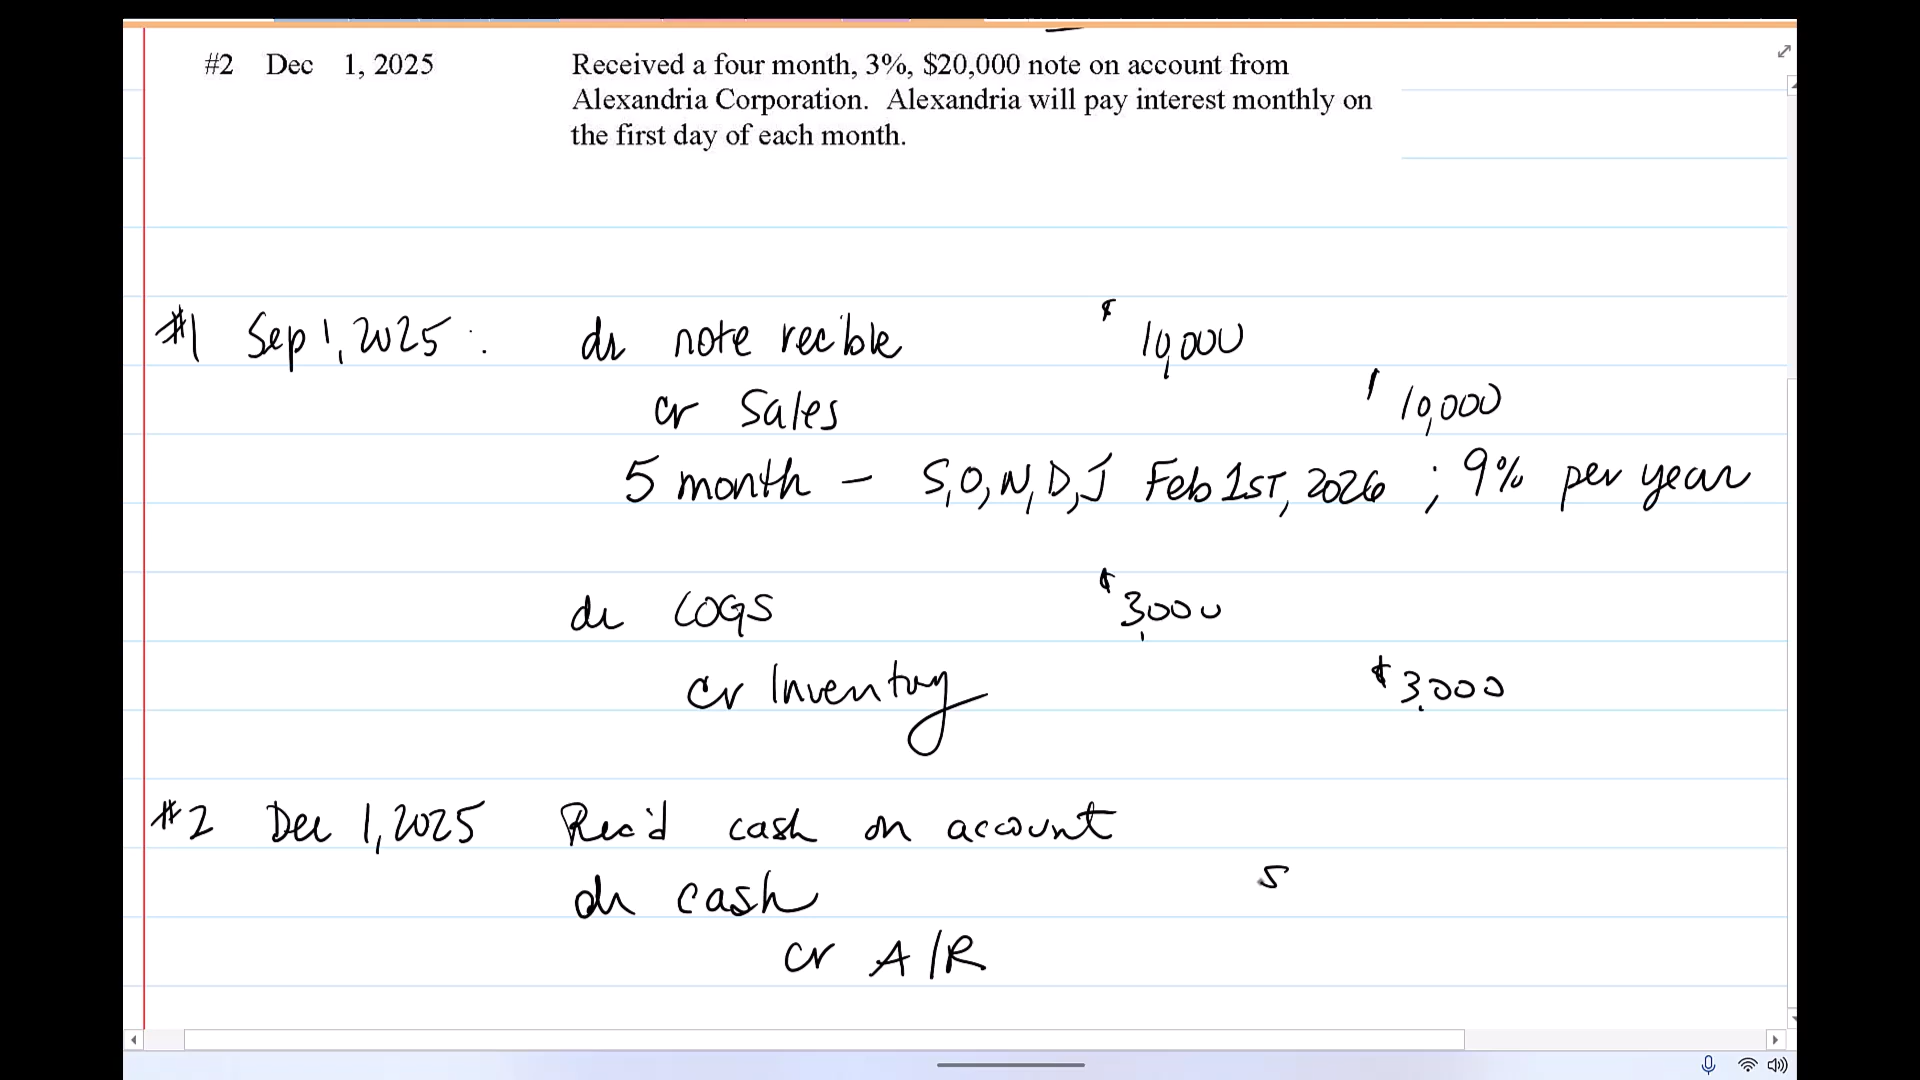 #2 Dec 1, 2025 Received a four month, 3%, $20,000 note on account from
Alexandria Corporation. Alexandria will pay interest monthly on
the first day of each month.
#1 Sep 1, 2025: dr note rec'ble $ 10,000
cr Sales $ 10,000
5 month – S,O,N,D,J Feb 1ST, 2026 ; 9% per year
dr COGS $ 3,000
cr Inventory $ 3,000
#2 Dec 1, 2025 Rec'd cash on account
dr cash 5
cr A/R